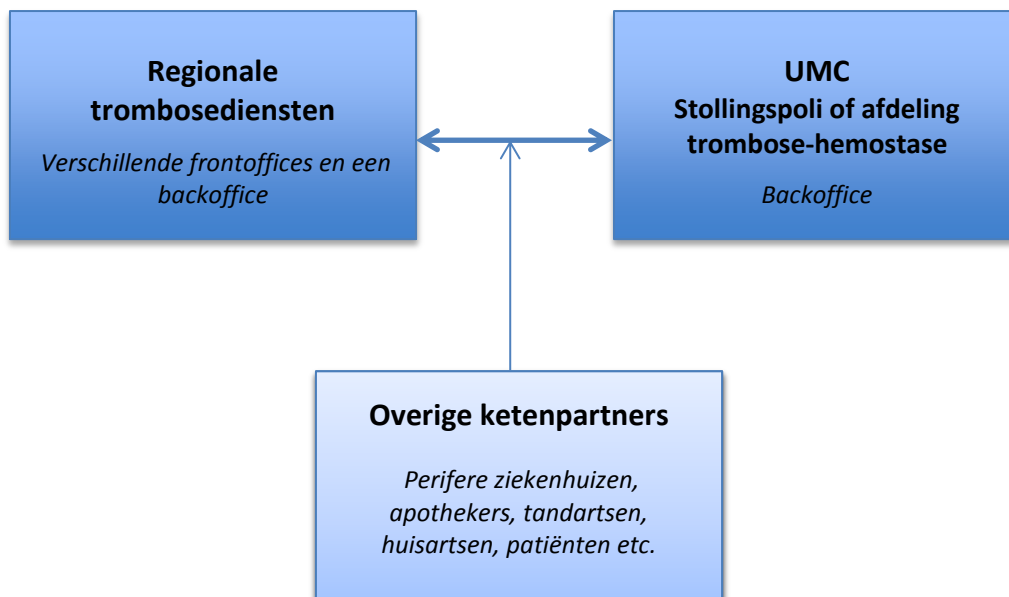 Regionale
trombosediensten
Verschillende frontoffices en een
backoffice
UMC
Stollingspoli of afdeling
trombose-hemostase
Backoffice
Overige ketenpartners
Perifere ziekenhuizen,
apothekers, tandartsen,
huisartsen, patiënten etc.